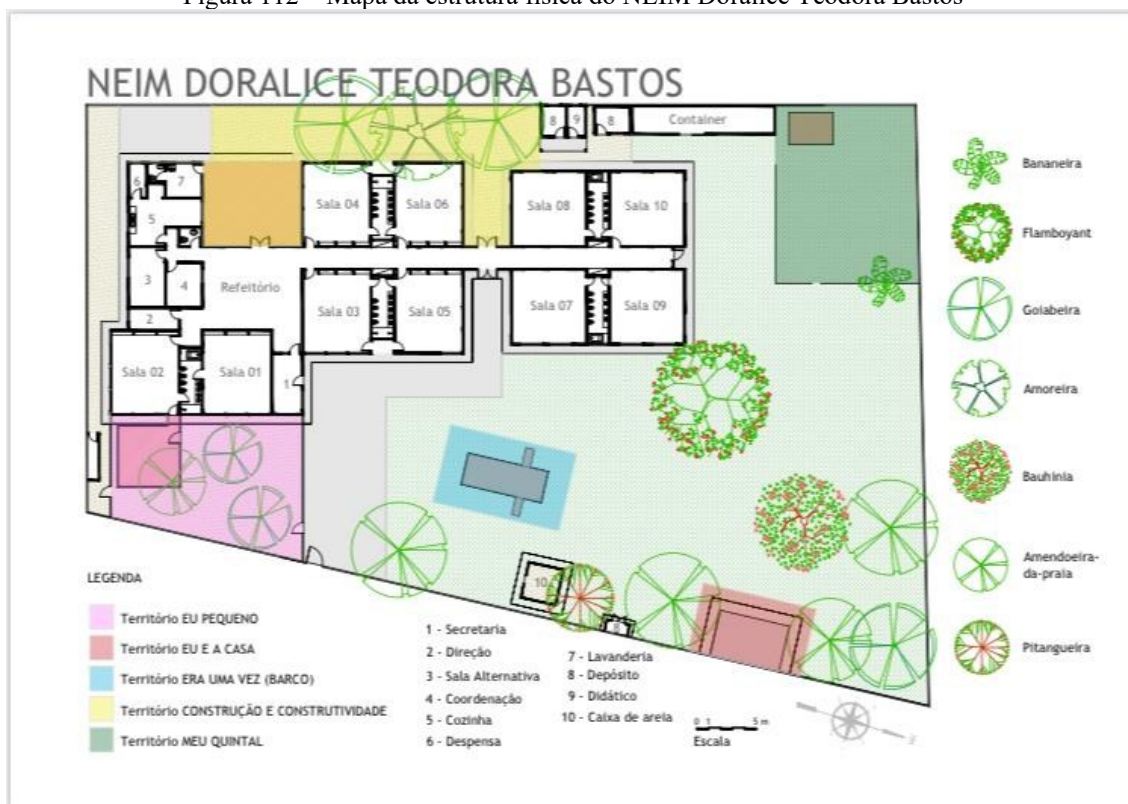 Figura 112 – Mapa da estrutura física do NEIM Doralice Teodora Bastos
NEIM DORALICE TEODORA BASTOS
8
9
8
Container
6
7
5
Sala 04
Sala 06
Sala 08
Sala 10
3
4
Refeitório
2
Sala 03
Sala 05
Sala 07
Sala 09
Sala 02
Sala 01
1
10
8
Bananeira
Flamboyant
Goiabeira
Amoreira
Bauhinia
Amendoeira-
da-praia
Pitangueira
LEGENDA
Território EU PEQUENO
Território EU E A CASA
Território ERA UMA VEZ (BARCO)
Território CONSTRUÇÃO E CONSTRUTIVIDADE
Território MEU QUINTAL
1 - Secretaria
2 - Direção
3 - Sala Alternativa
4 - Coordenação
5 - Cozinha
6 - Despensa
7 - Lavanderia
8 - Depósito
9 - Didático
10 - Caixa de areia
0 1 5 m
Escala